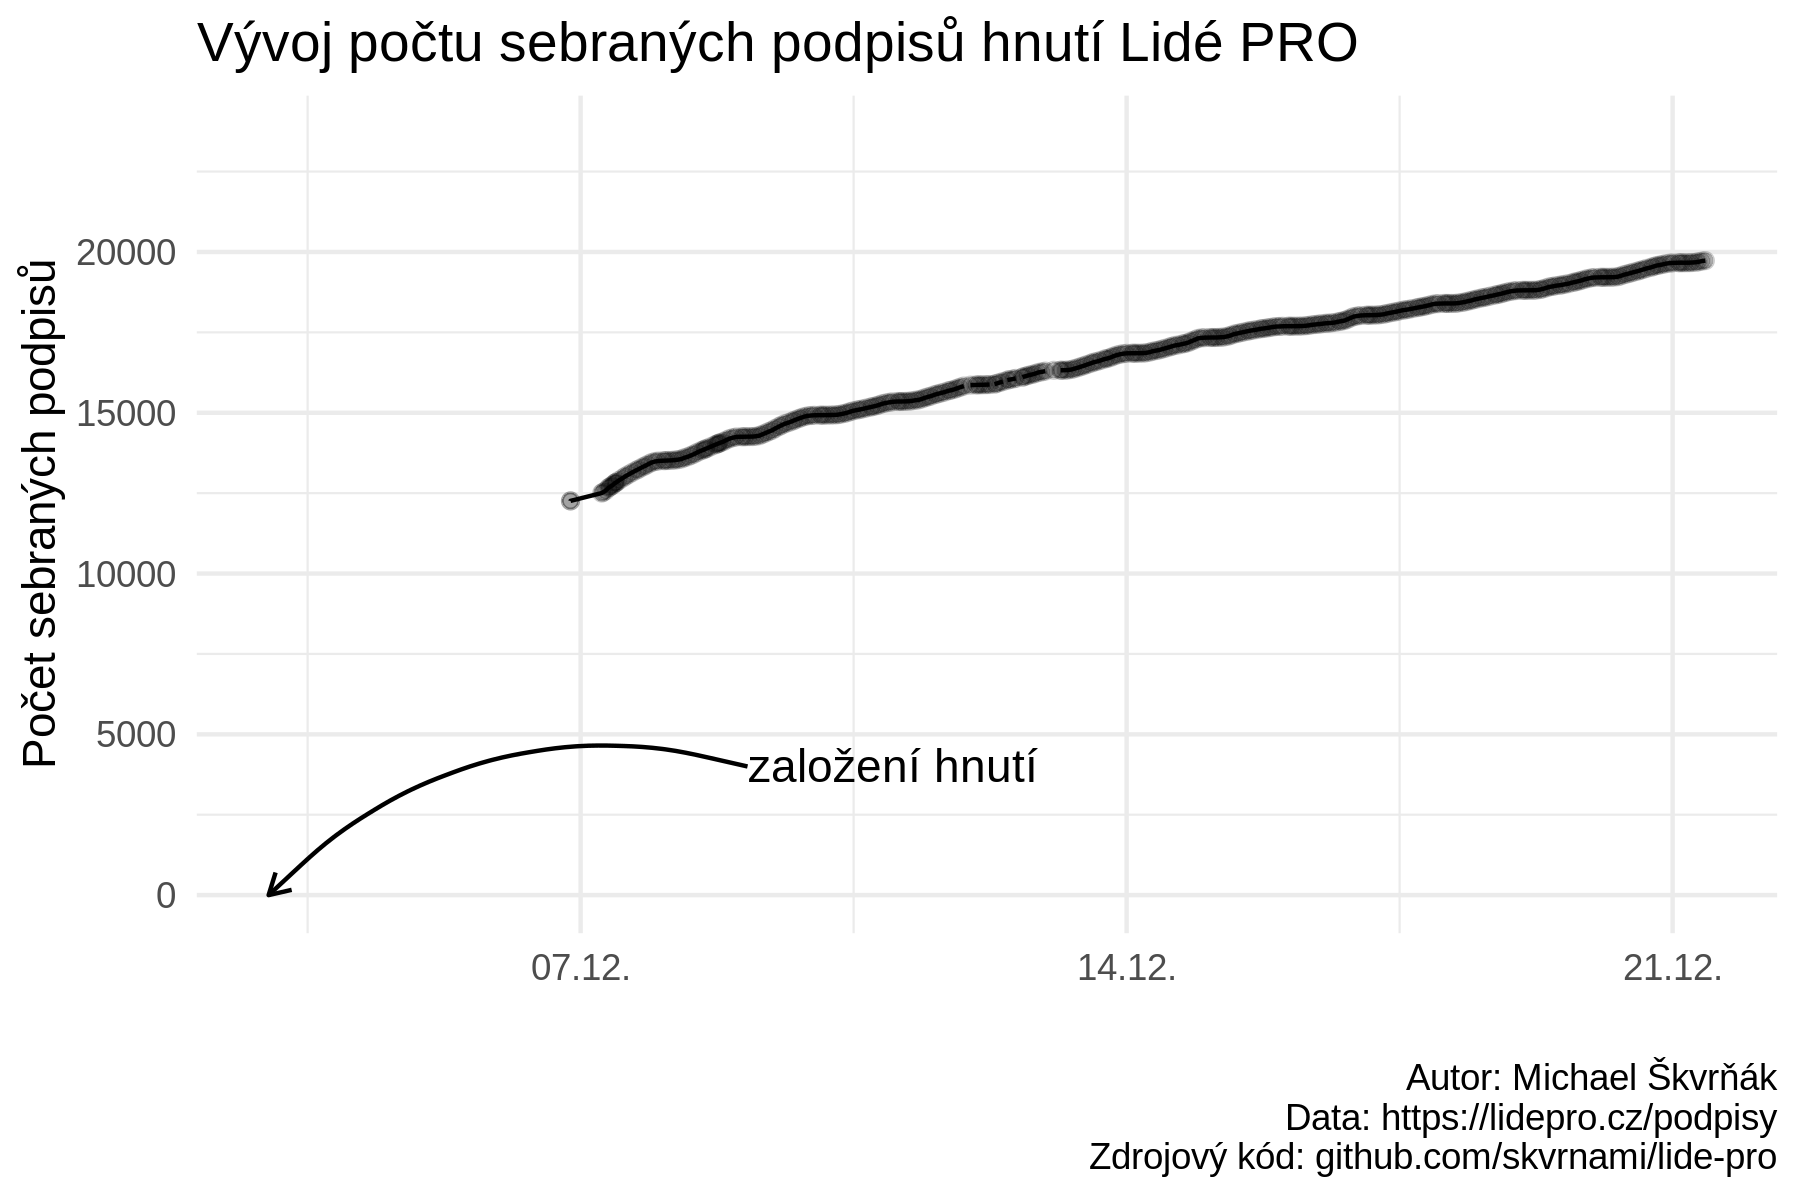 Vývoj počtu sebraných podpisů hnutí Lidé PRO
Počet sebraných podpisů
20000
15000
10000
5000
0
založení hnutí
07.12.
14.12.
21.12.
Autor: Michael Škvrňák
Data: https://lidepro.cz/podpisy
Zdrojový kód: github.com/skvrnami/lide-pro